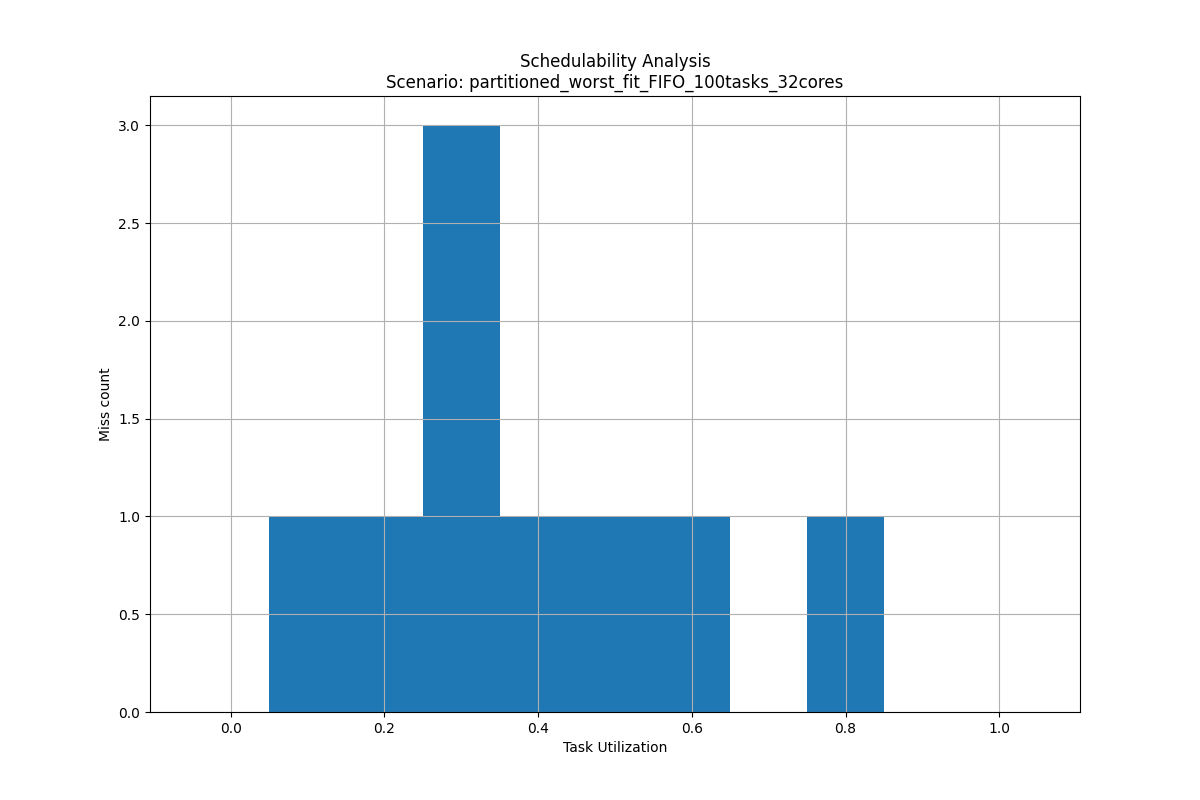 Schedulability Analysis
Scenario: partitioned_worst_fit_FIFO_100tasks_32cores
3.0
2.5
2.0
1.5
1.0
0.5
0.0
Miss count
0.0 0.2 0.4 0.6 0.8 1.0
Task Utilization